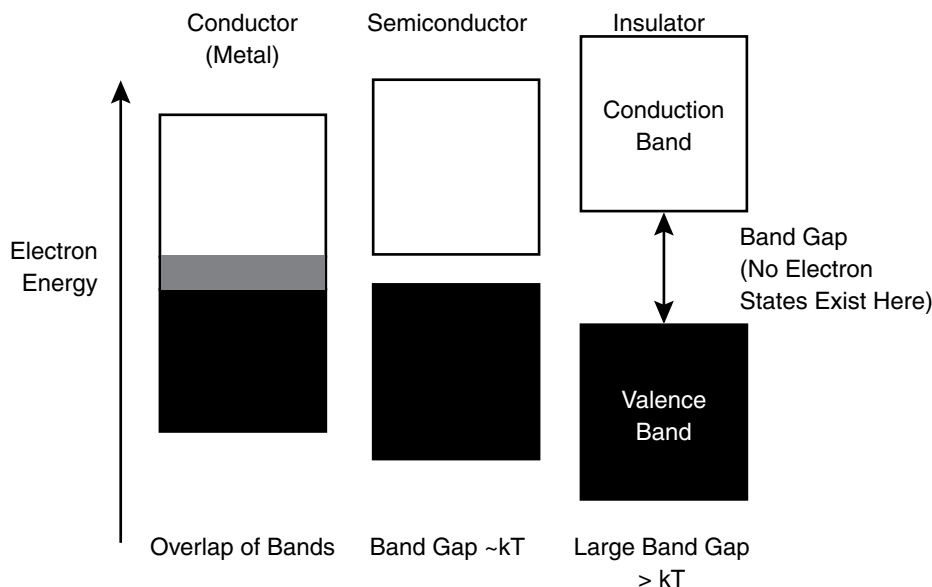 Conductor
(Metal)
Semiconductor
Insulator
Conduction
Band
Electron
Energy
Band Gap
(No Electron
States Exist Here)
Valence
Band
Overlap of Bands
Band Gap ~kT
Large Band Gap
> kT